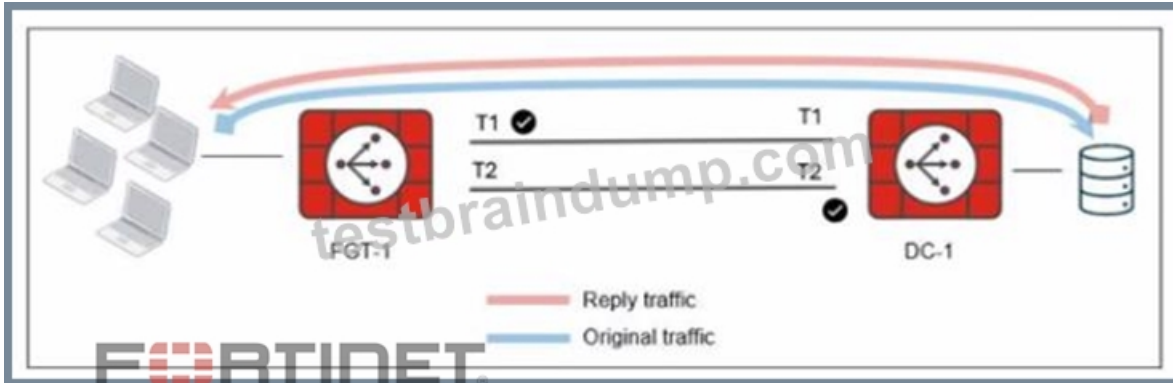 T1
T1
T2
T2
testbraindump.com
FGT-1
DC-1
Reply traffic
Original traffic
FORTINET